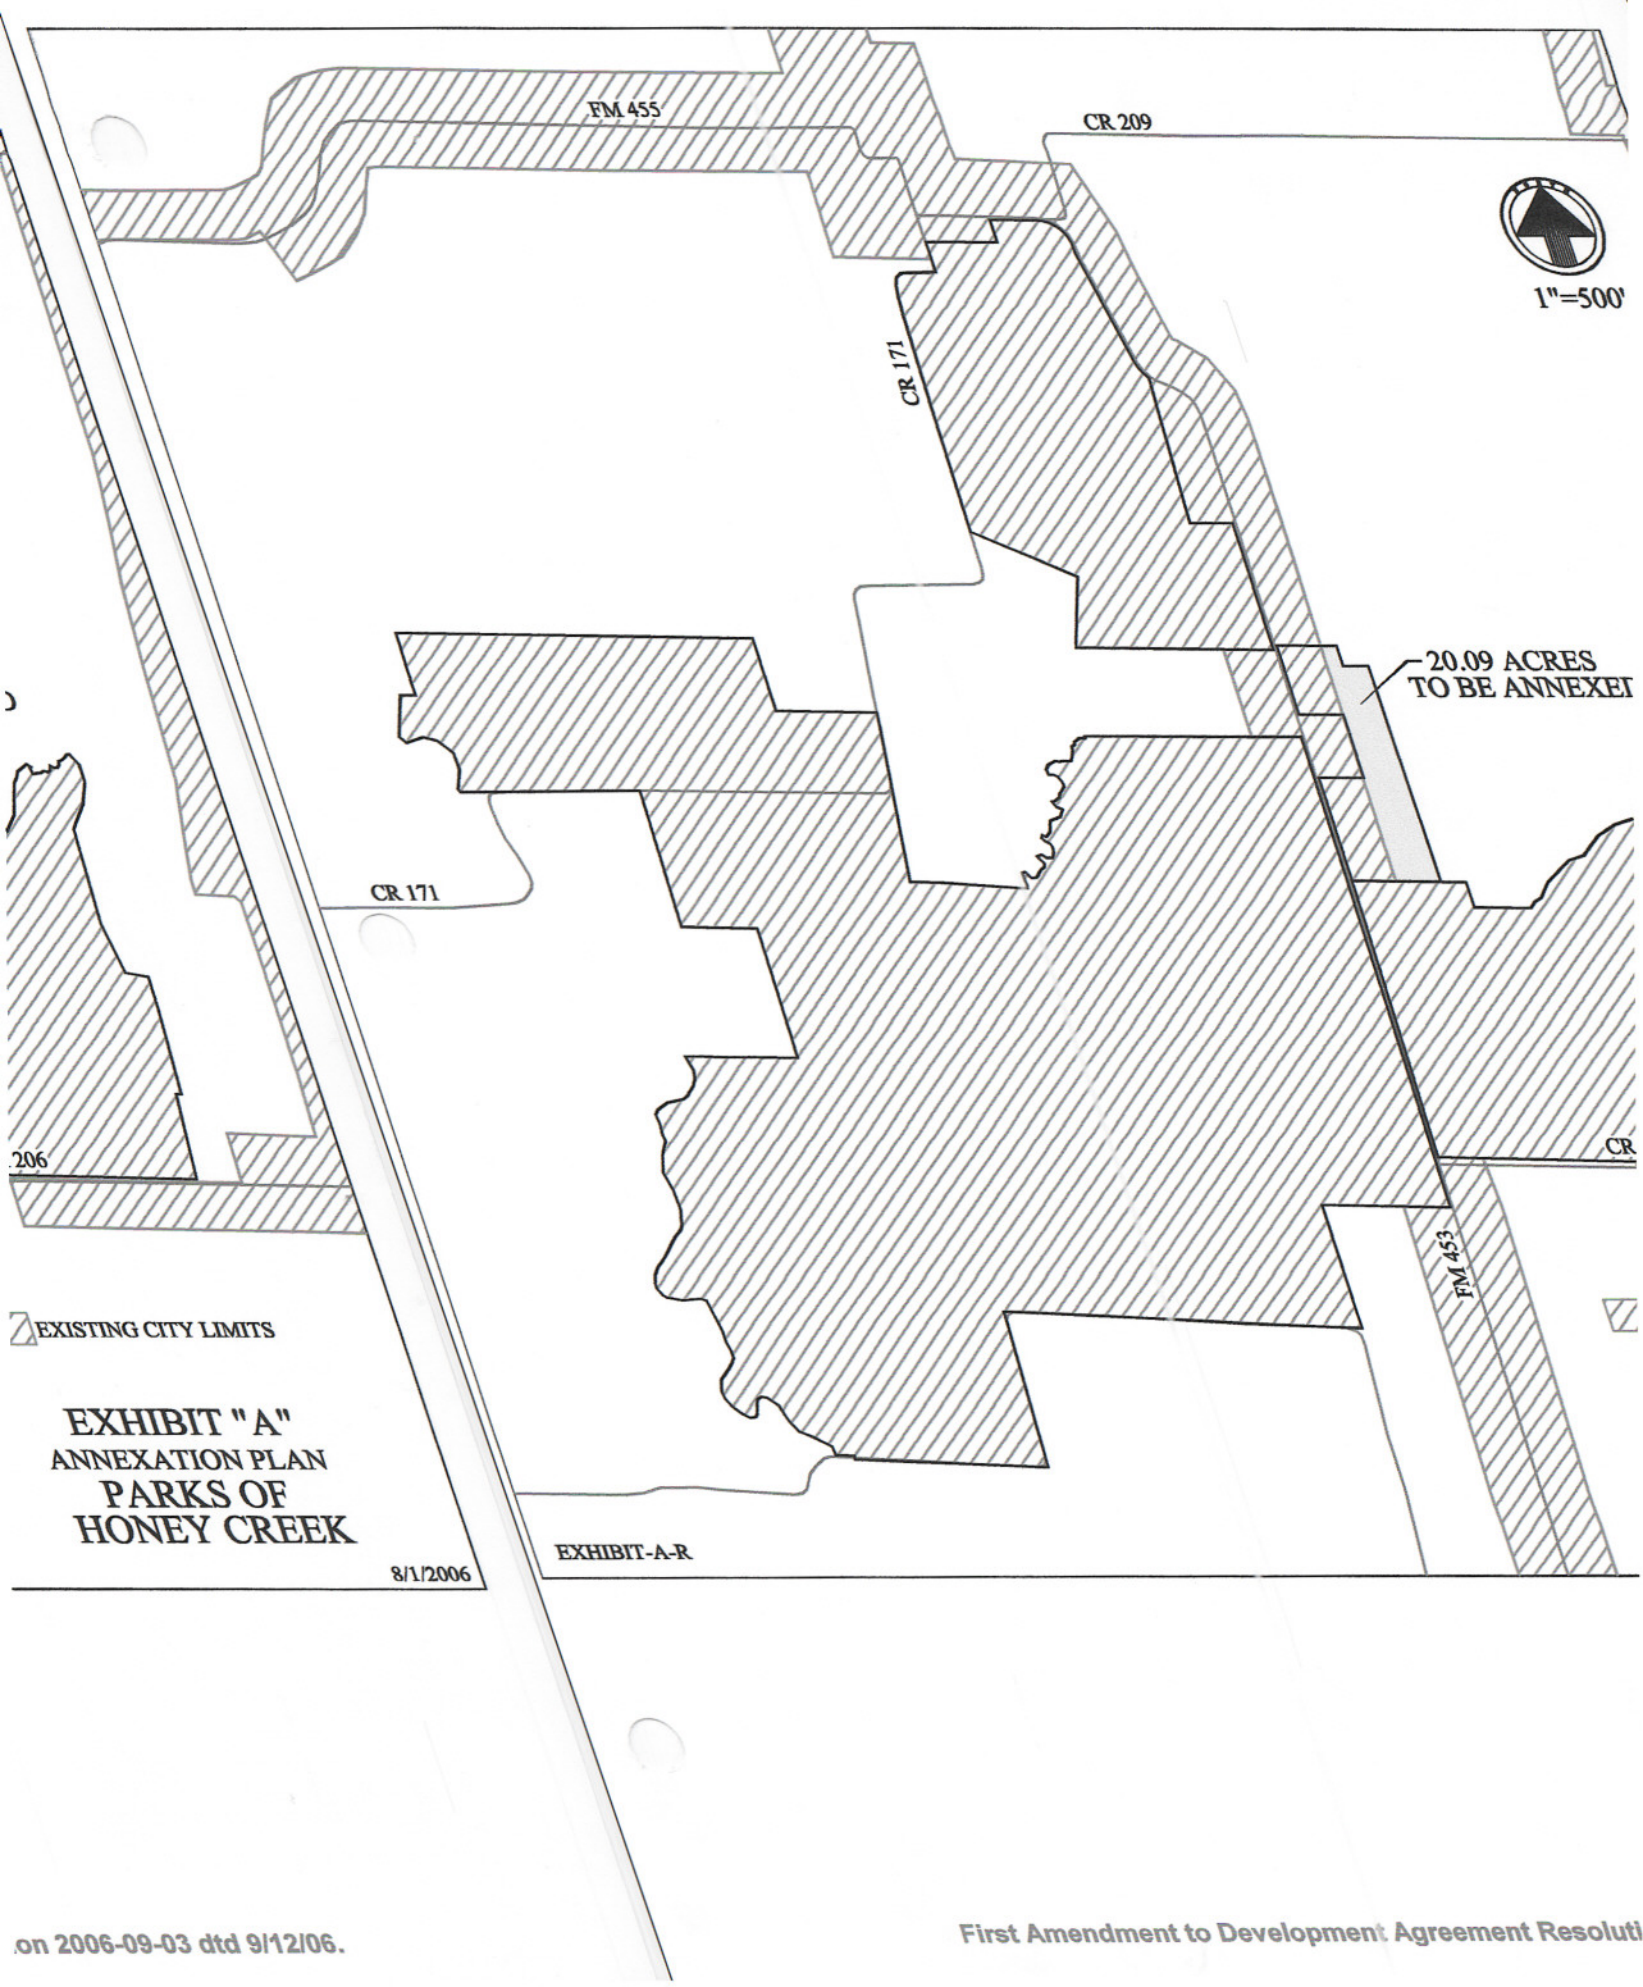 FM 455
CR 209
1"=500'
CR 171
20.09 ACRES
TO BE ANNEXE
CR 171
206
CR
FM 453
EXISTING CITY LIMITS
EXHIBIT "A"
ANNEXATION PLAN
PARKS OF
HONEY CREEK
8/1/2006
EXHIBIT-A-R
on 2006-09-03 dtd 9/12/06.
First Amendment to Development Agreement Resoluti